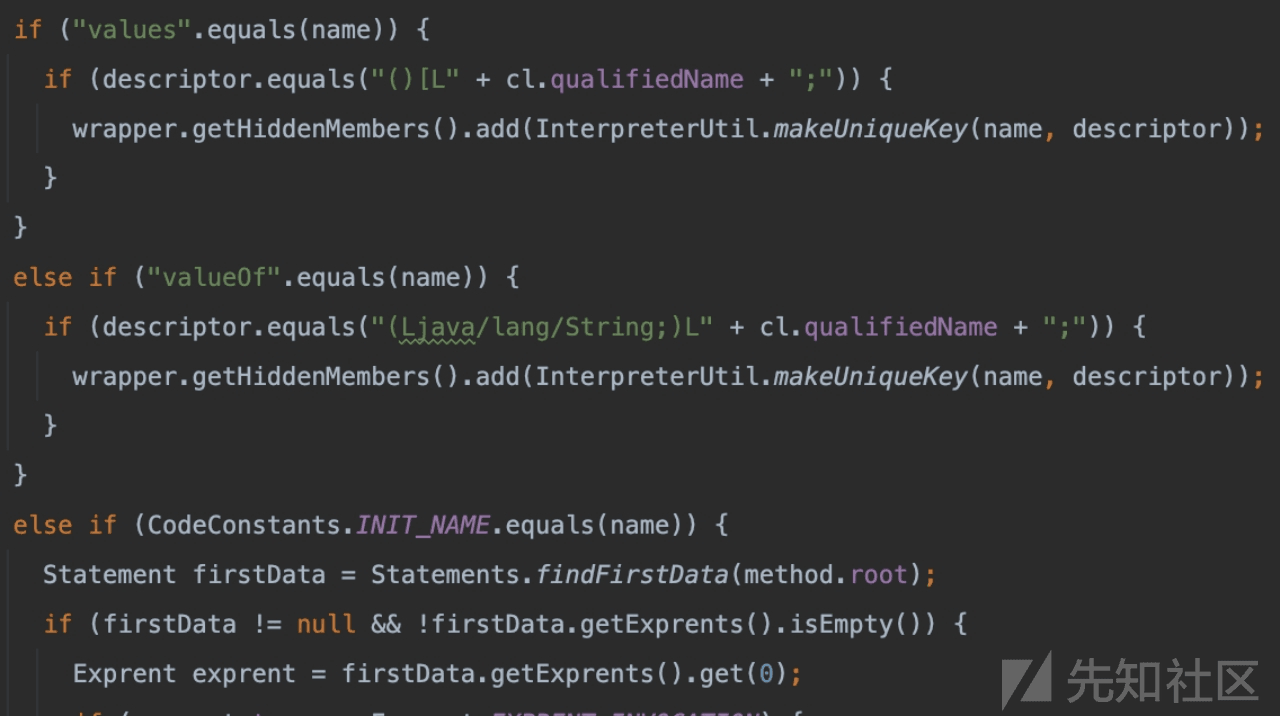 if ("values".equals(name)) {
if (descriptor.equals("()[L" + cl.qualifiedName + ";")) {
wrapper.getHiddenMembers().add(InterpreterUtil.makeUniqueKey(name, descriptor));
}
}
else if ("valueOf".equals(name)) {
if (descriptor.equals("(Ljava/lang/String;)L" + cl.qualifiedName + ";")) {
wrapper.getHiddenMembers().add(InterpreterUtil.makeUniqueKey(name, descriptor));
}
}
else if (CodeConstants.INIT_NAME.equals(name)) {
Statement firstData = Statements.findFirstData(method.root);
if (firstData != null && !firstData.getExprents().isEmpty()) {
Exprent exprent = firstData.getExprents().get(0);
先知社区